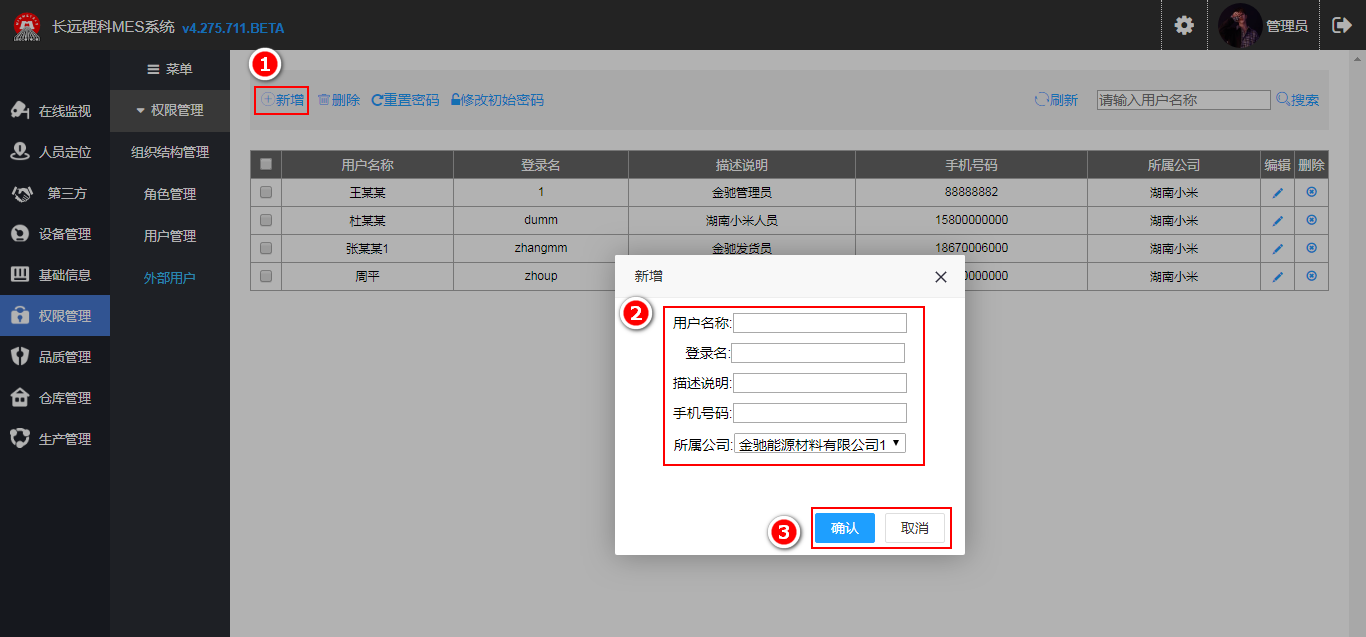 长远锂科MES系统 v4.275.711.BETA
管理员
菜单
权限管理
组织结构管理
角色管理
用户管理
外部用户
在线监视
人员定位
第三方
设备管理
基础信息
权限管理
品质管理
仓库管理
生产管理
1
新增 删除 重置密码 修改初始密码 刷新 请输入用户名称 搜索
用户名称 登录名 描述说明 手机号码 所属公司 编辑 删除
王某某 1 金驰管理员 88888882 湖南小米
杜某某 dumm 湖南小米人员 15800000000 湖南小米
张某某1 zhangmm 金驰发货员 18670006000 湖南小米
周平 zhoup 0000000 湖南小米
新增
2
用户名称:
登录名:
描述说明:
手机号码:
所属公司: 金驰能源材料有限公司1
3
确认 取消